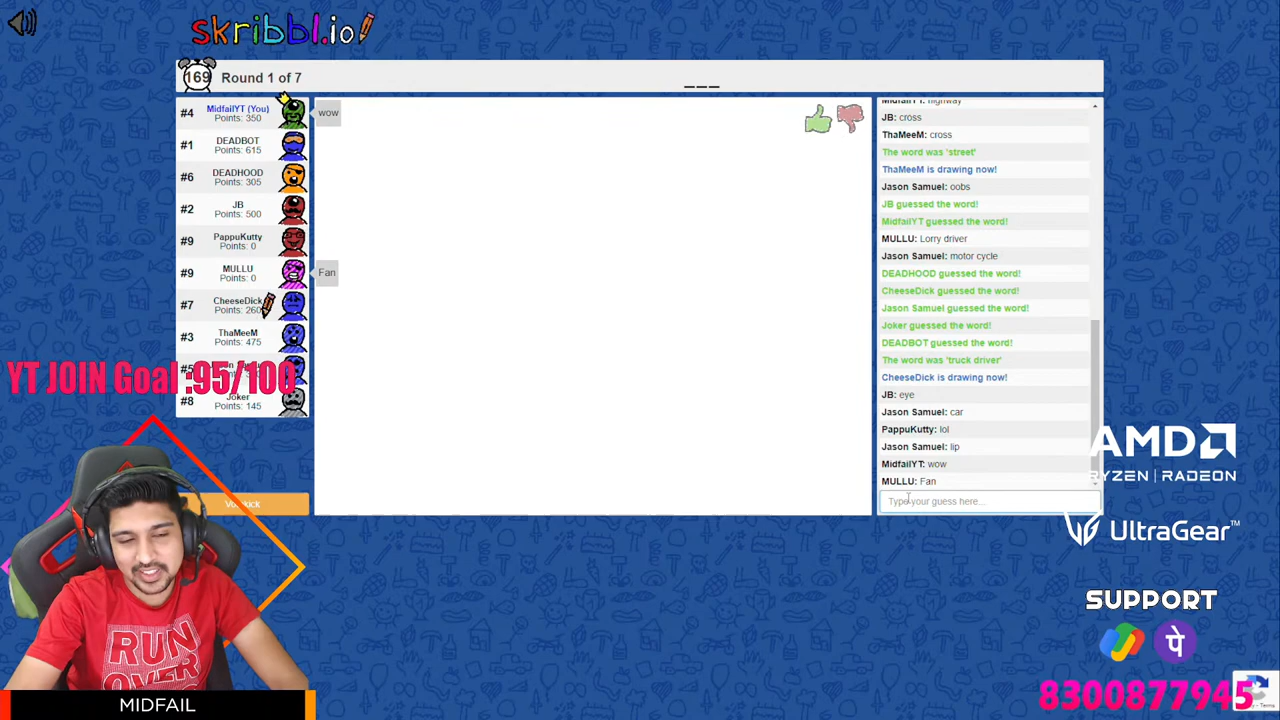 skribbl.io
169
Round 1 of 7
___
#4
MidfailYT (You)
Points: 350
wow
#1
DEADBOT
Points: 615
#6
DEADHOOD
Points: 305
#2
JB
Points: 500
#9
PappuKutty
Points: 0
#9
MULLU
Points: 0
Fan
#7
CheeseDick
Points: 260
#3
ThaMeeM
Points: 475
YT JOIN Goal :95/100
#8
Joker
Points: 145
MidfailYT: highway
JB: cross
ThaMeeM: cross
The word was 'street'
ThaMeeM is drawing now!
Jason Samuel: oobs
JB guessed the word!
MidfailYT guessed the word!
MULLU: Lorry driver
Jason Samuel: motor cycle
DEADHOOD guessed the word!
CheeseDick guessed the word!
Jason Samuel guessed the word!
Joker guessed the word!
DEADBOT guessed the word!
The word was 'truck driver'
CheeseDick is drawing now!
JB: eye
Jason Samuel: car
PappuKutty: lol
Jason Samuel: lip
MidfailYT: wow
MULLU: Fan
Type your guess here...
AMD
RYZEN | RADEON
UltraGear™
SUPPORT
पे
8300877945
RUN
OVER
MIDFAIL